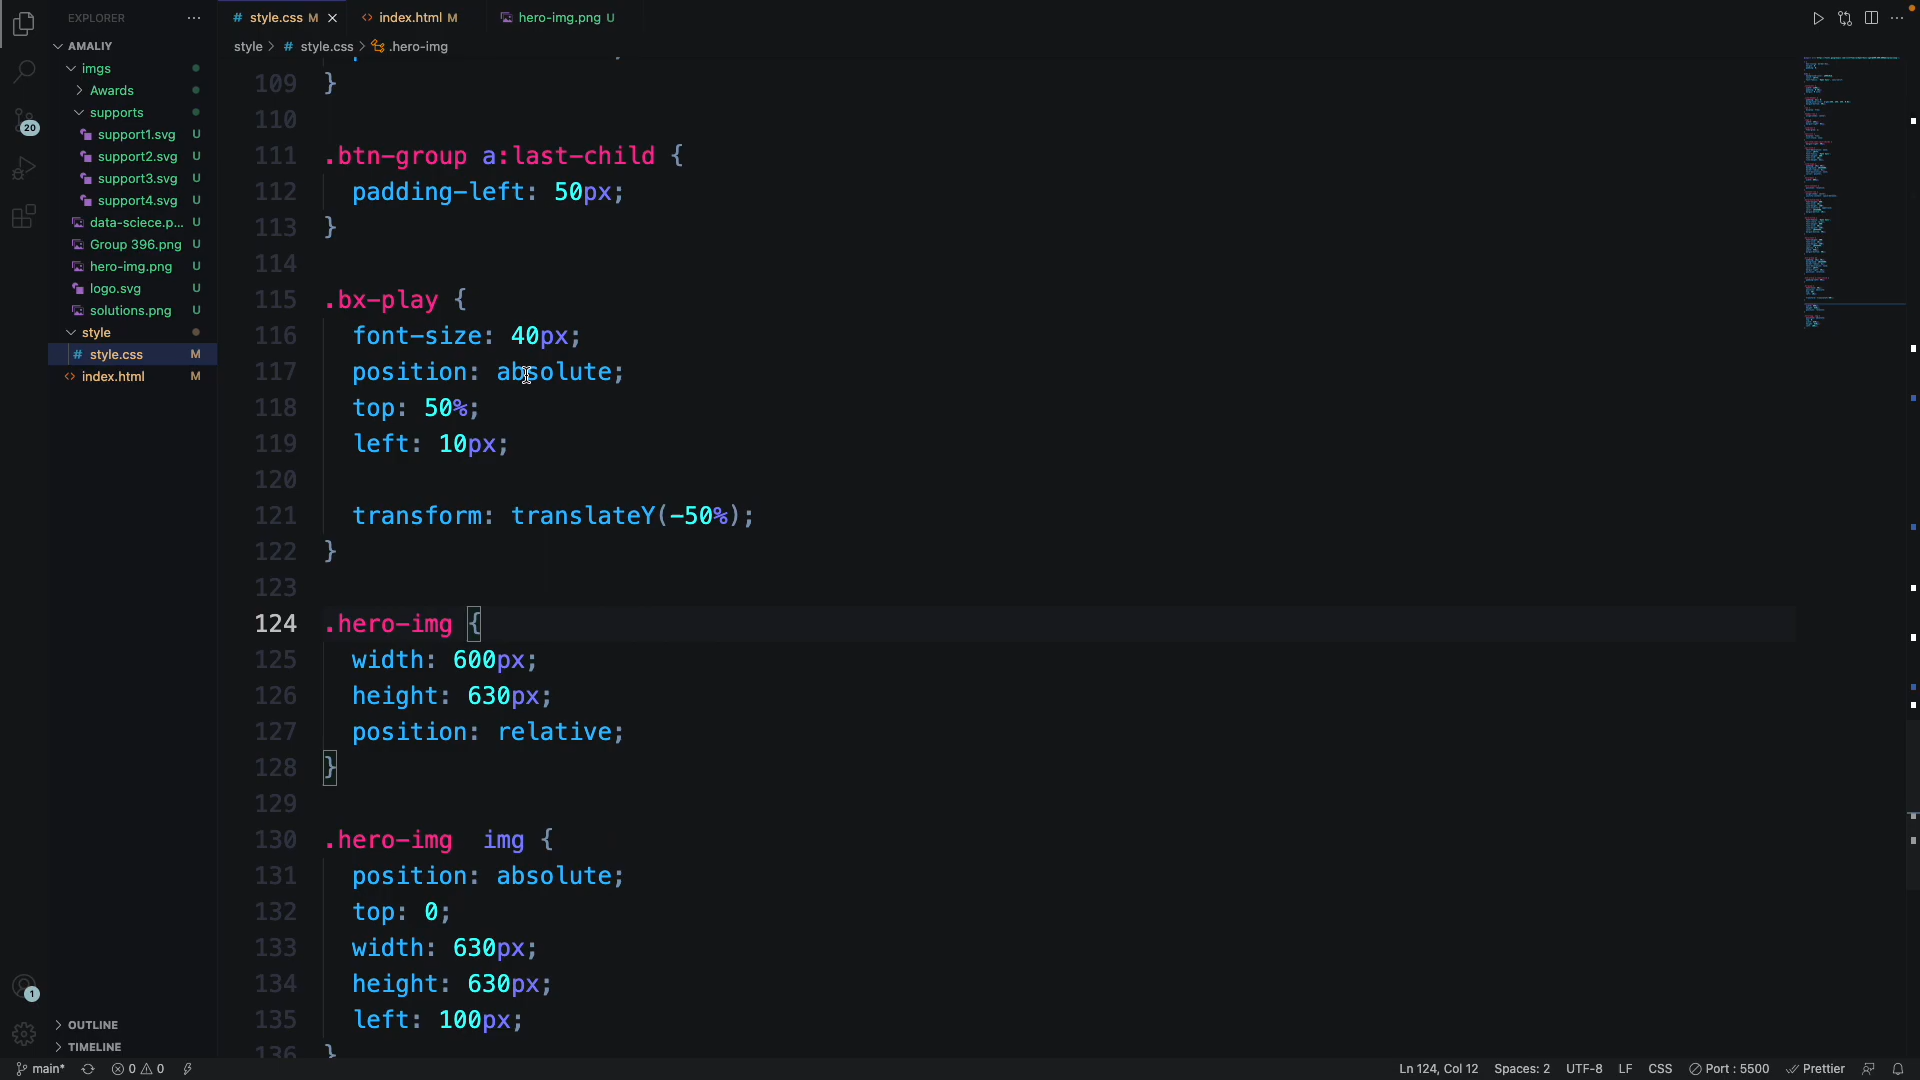 EXPLORER
AMALIY
imgs
Awards
supports
support1.svg U
support2.svg U
support3.svg U
support4.svg U
data-sciece.p... U
Group 396.png U
hero-img.png U
logo.svg U
solutions.png U
style
# style.css M
<> index.html M
OUTLINE
TIMELINE
20
1
# style.css M
<> index.html M
hero-img.png U
style > # style.css > .hero-img
109 }
110
111 .btn-group a:last-child {
112 padding-left: 50px;
113 }
114
115 .bx-play {
116 font-size: 40px;
117 position: absolute;
118 top: 50%;
119 left: 10px;
120
121 transform: translateY(-50%);
122 }
123
124 .hero-img {
125 width: 600px;
126 height: 630px;
127 position: relative;
128 }
129
130 .hero-img  img {
131 position: absolute;
132 top: 0;
133 width: 630px;
134 height: 630px;
135 left: 100px;
136 }
main* 0 0 Ln 124, Col 12 Spaces: 2 UTF-8 LF CSS Port : 5500 Prettier